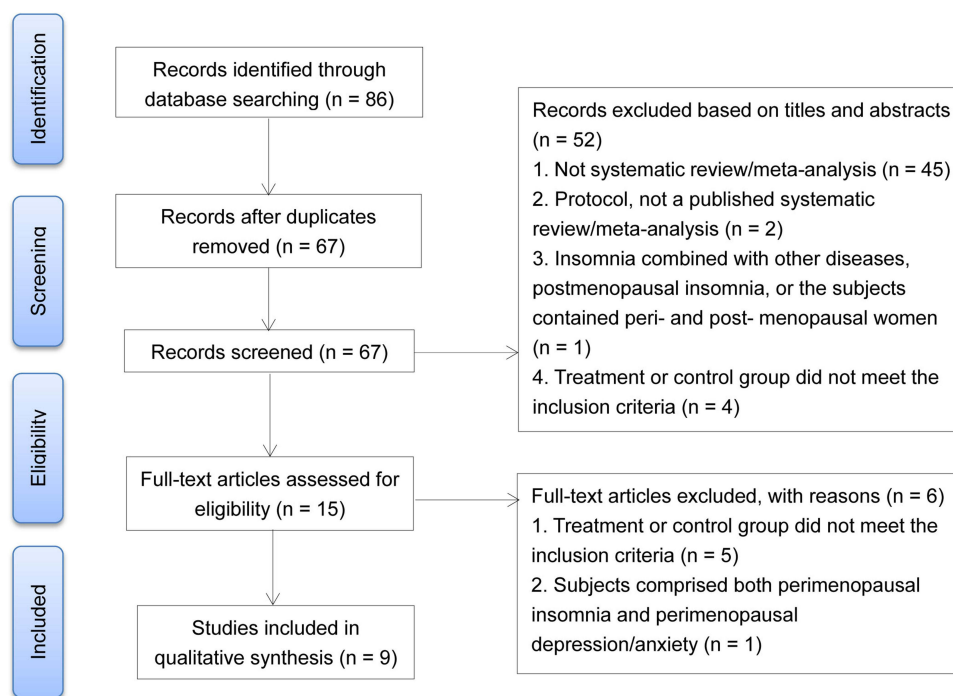 Identification
Records identified through
database searching (n = 86)
Records excluded based on titles and abstracts
(n = 52)
1. Not systematic review/meta-analysis (n = 45)
2. Protocol, not a published systematic
review/meta-analysis (n = 2)
3. Insomnia combined with other diseases,
postmenopausal insomnia, or the subjects
contained peri- and post- menopausal women
(n = 1)
4. Treatment or control group did not meet the
inclusion criteria (n = 4)
Screening
Records after duplicates
removed (n = 67)
Records screened (n = 67)
Eligibility
Full-text articles assessed for
eligibility (n = 15)
Full-text articles excluded, with reasons (n = 6)
1. Treatment or control group did not meet the
inclusion criteria (n = 5)
2. Subjects comprised both perimenopausal
insomnia and perimenopausal
depression/anxiety (n = 1)
Included
Studies included in
qualitative synthesis (n = 9)